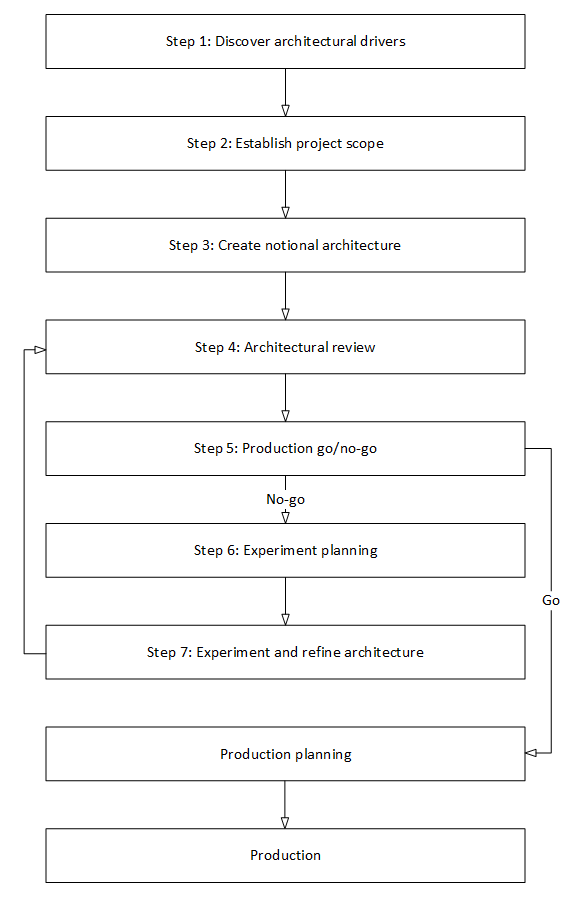 Step 1: Discover architectural drivers
Step 2: Establish project scope
Step 3: Create notional architecture
Step 4: Architectural review
Step 5: Production go/no-go
No-go
Step 6: Experiment planning
Go
Step 7: Experiment and refine architecture
Production planning
Production